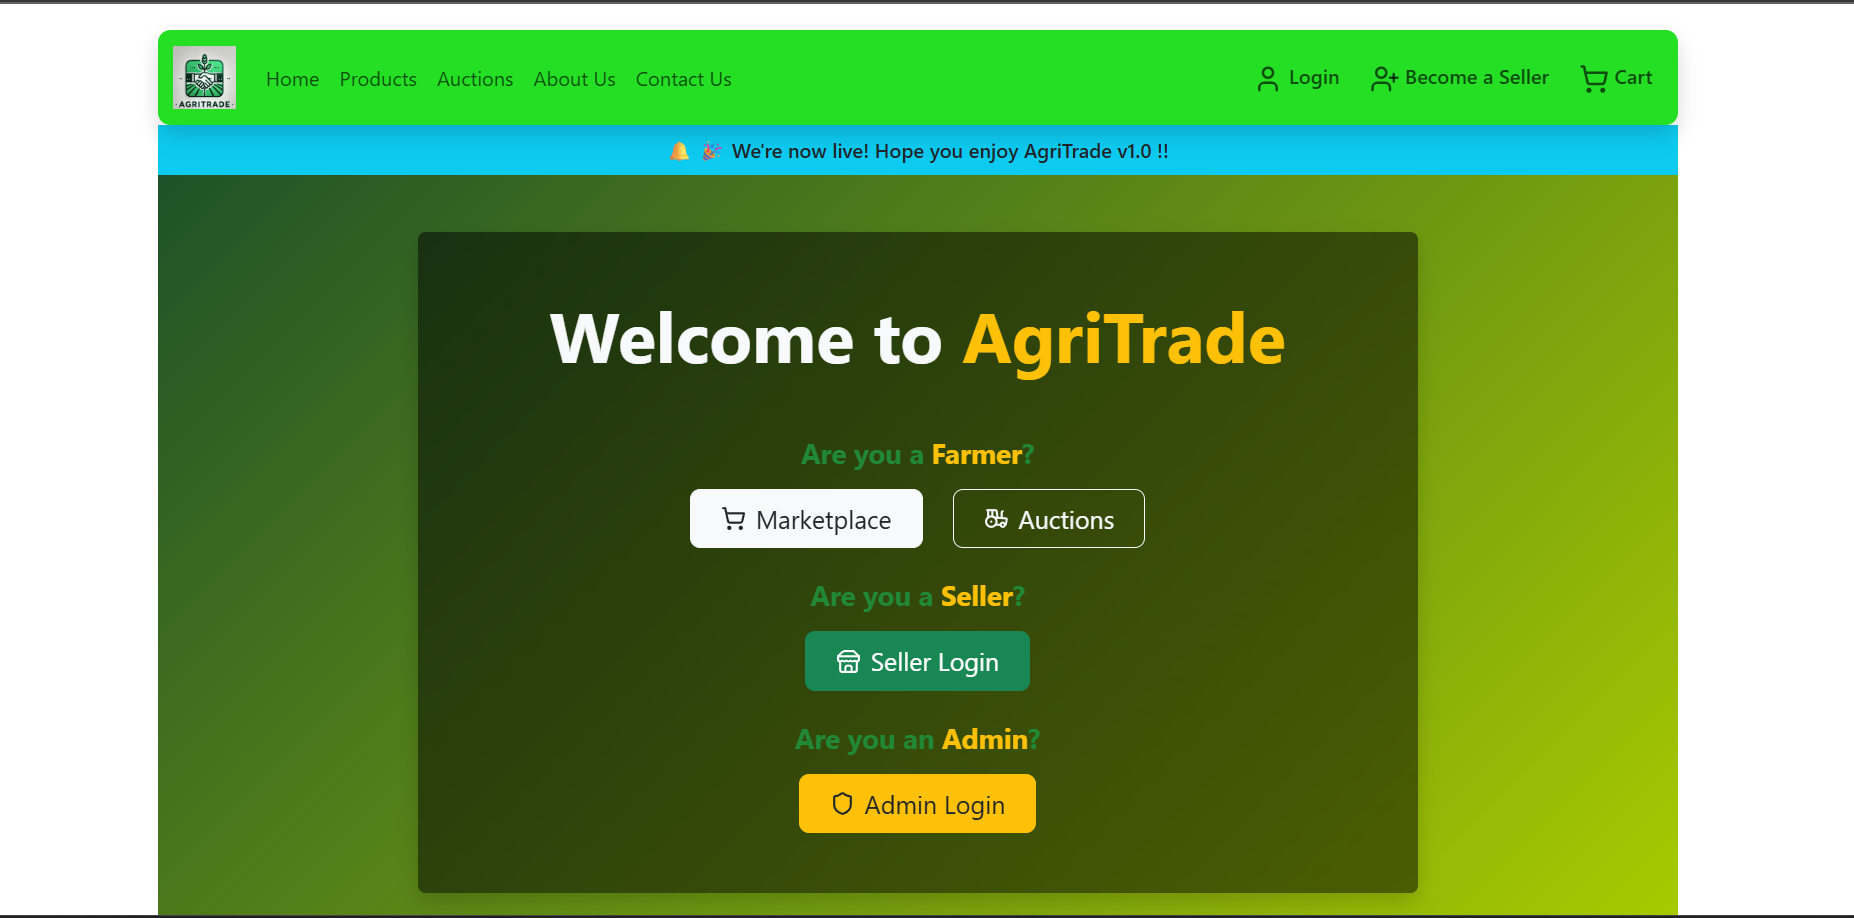 AGRITRADE
Home Products Auctions About Us Contact Us Login Become a Seller Cart
🔔 🎉 We're now live! Hope you enjoy AgriTrade v1.0 !!
Welcome to AgriTrade
Are you a Farmer?
Marketplace Auctions
Are you a Seller?
Seller Login
Are you an Admin?
Admin Login